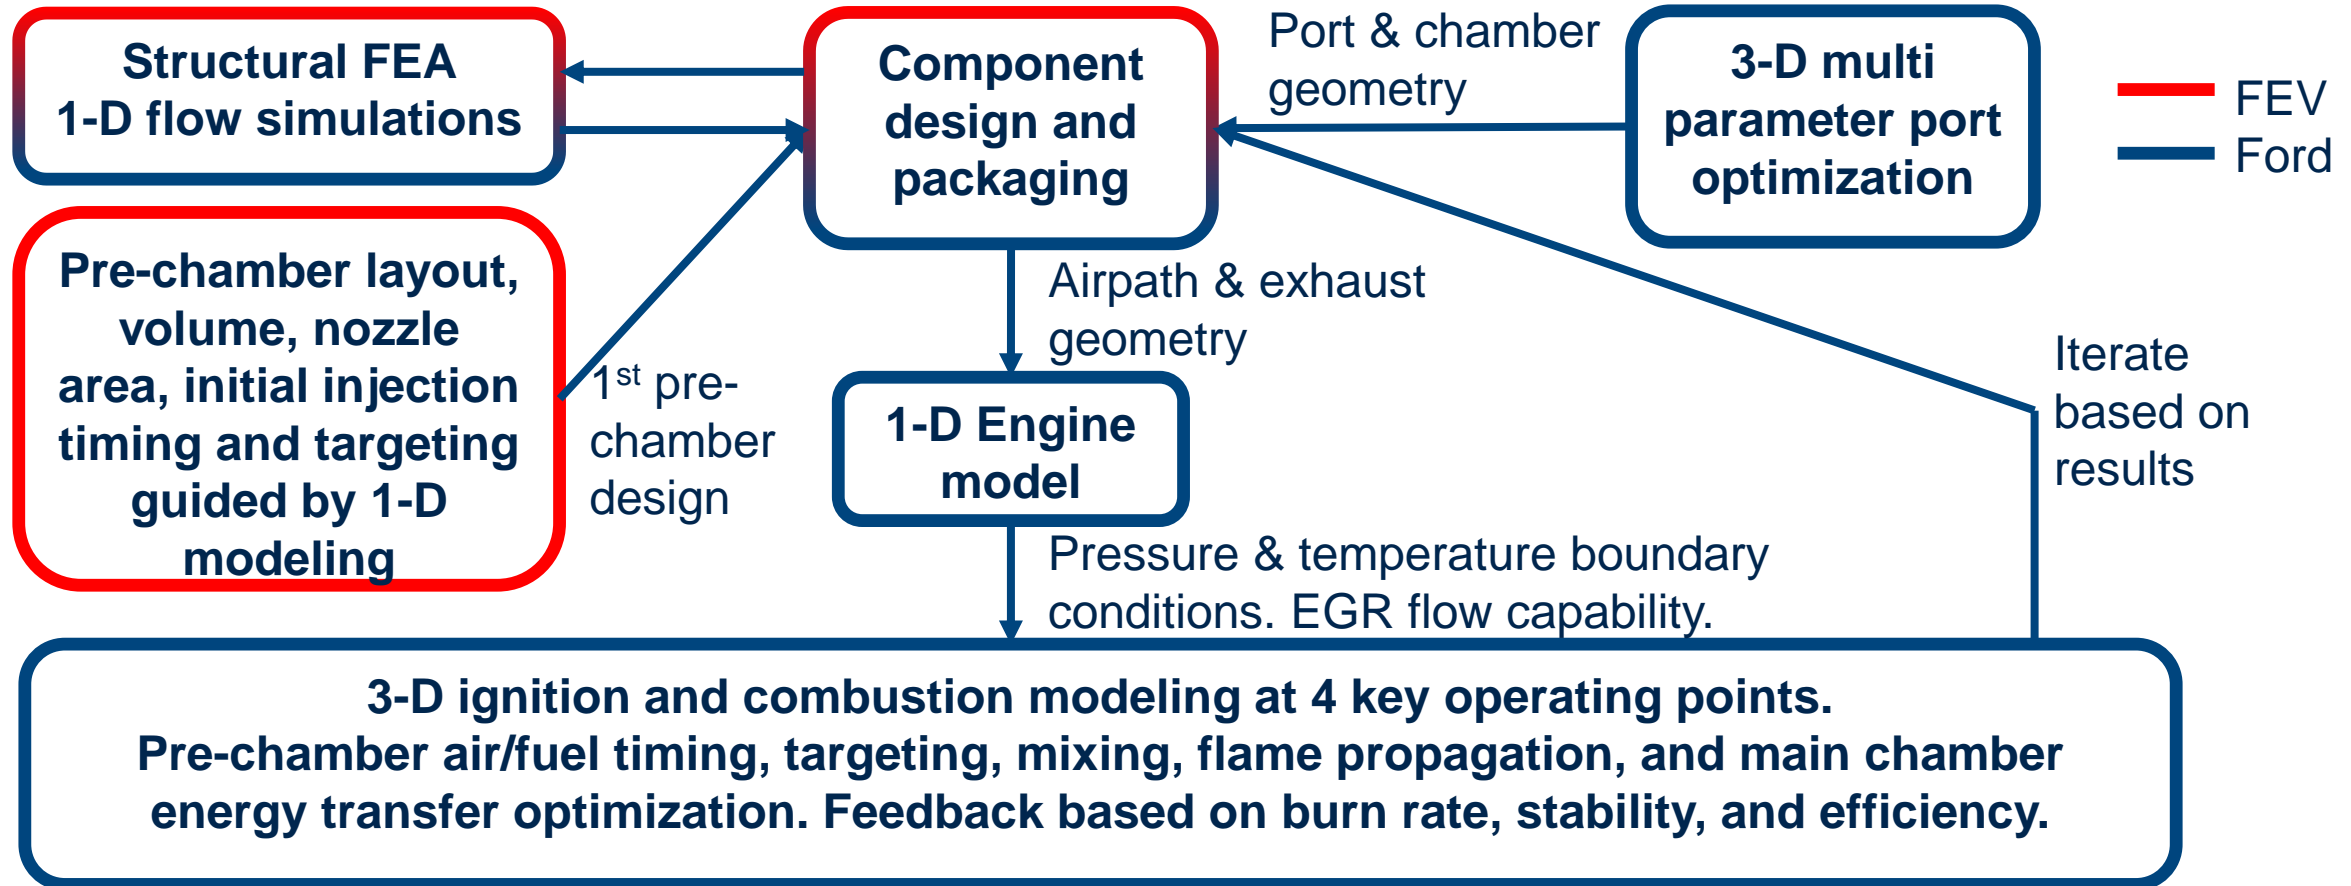 Structural FEA
1-D flow simulations
Component
design and
packaging
Port & chamber
geometry
3-D multi
parameter port
optimization
FEV
Ford
Pre-chamber layout,
volume, nozzle
area, initial injection
timing and targeting
guided by 1-D
modeling
1st pre-
chamber
design
Airpath & exhaust
geometry
1-D Engine
model
Iterate
based on
results
Pressure & temperature boundary
conditions. EGR flow capability.
3-D ignition and combustion modeling at 4 key operating points.
Pre-chamber air/fuel timing, targeting, mixing, flame propagation, and main chamber
energy transfer optimization. Feedback based on burn rate, stability, and efficiency.